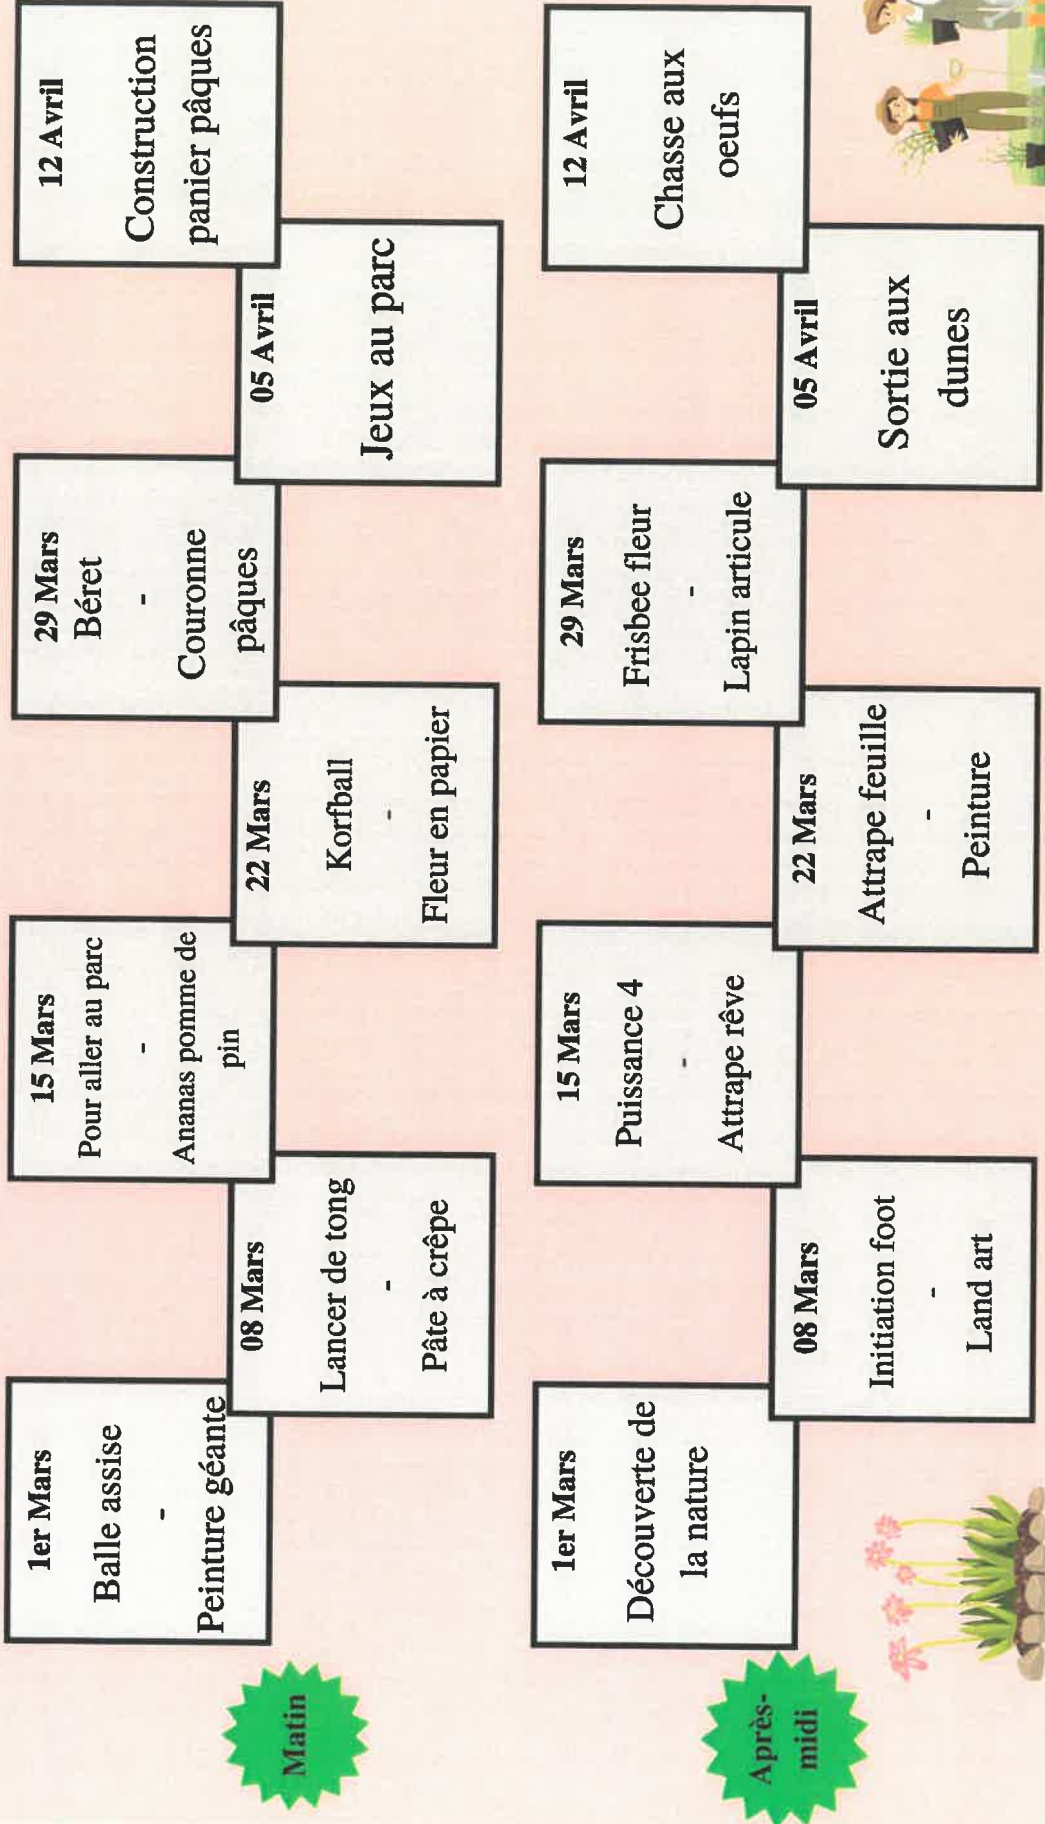 Matin
1er Mars
Balle assise
-
Peinture géante
08 Mars
Lancer de tong
-
Pâte à crêpe
15 Mars
Pour aller au parc
-
Ananas pomme de
pin
22 Mars
Korfball
-
Fleur en papier
29 Mars
Béret
-
Couronne
pâques
05 Avril
Jeux au parc
12 Avril
Construction
panier pâques
Après-
midi
1er Mars
Découverte de
la nature
08 Mars
Initiation foot
-
Land art
15 Mars
Puissance 4
-
Attrape rêve
22 Mars
Attrape feuille
-
Peinture
29 Mars
Frisbee fleur
-
Lapin articule
05 Avril
Sortie aux
dunes
12 Avril
Chasse aux
oeufs